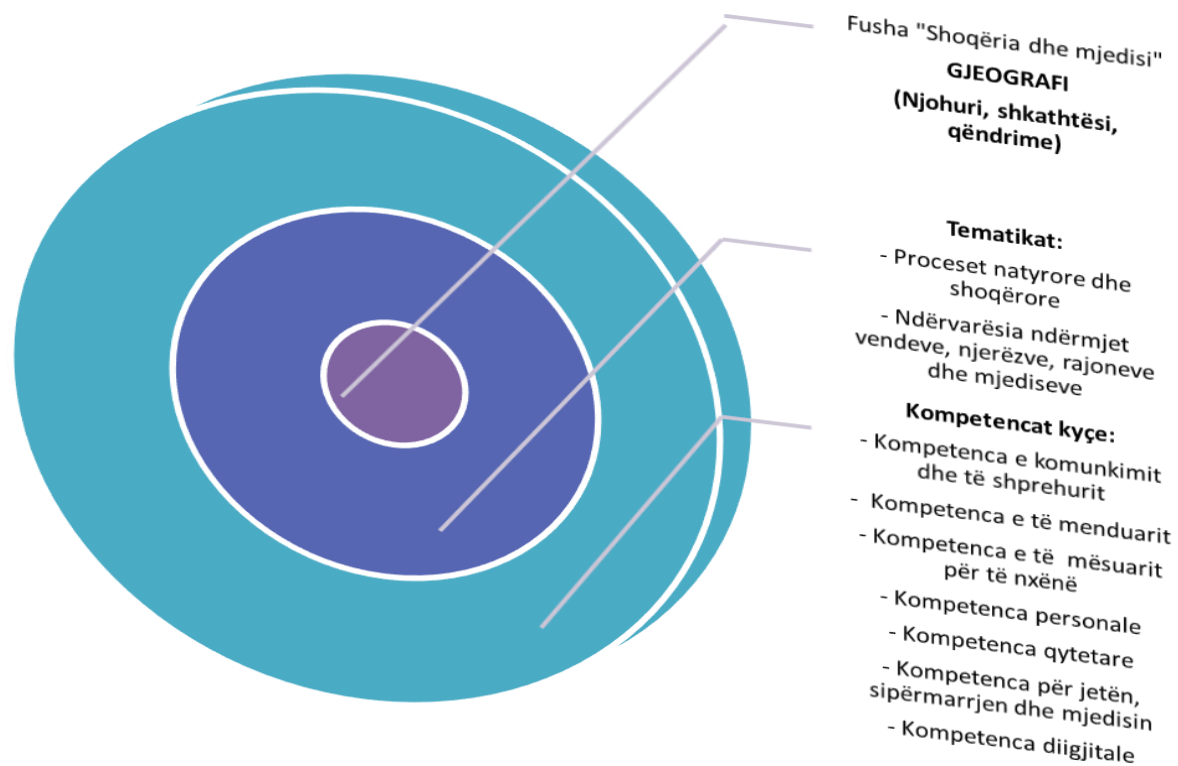 Fusha "Shoqëria dhe mjedisi"
GJEOGRAFI
(Njohuri, shkathtësi,
qëndrime)
Tematikat:
- Proceset natyrore dhe
shoqërore
- Ndërvarësia ndërmjet
vendeve, njerëzve, rajoneve
dhe mjediseve
Kompetencat kyçe:
- Kompetenca e komunkimit
dhe të shprehurit
- Kompetenca e të menduarit
- Kompetenca e të mësuarit
për të nxënë
- Kompetenca personale
- Kompetenca qytetare
- Kompetenca për jetën,
sipërmarrjen dhe mjedisin
- Kompetenca diigjitale